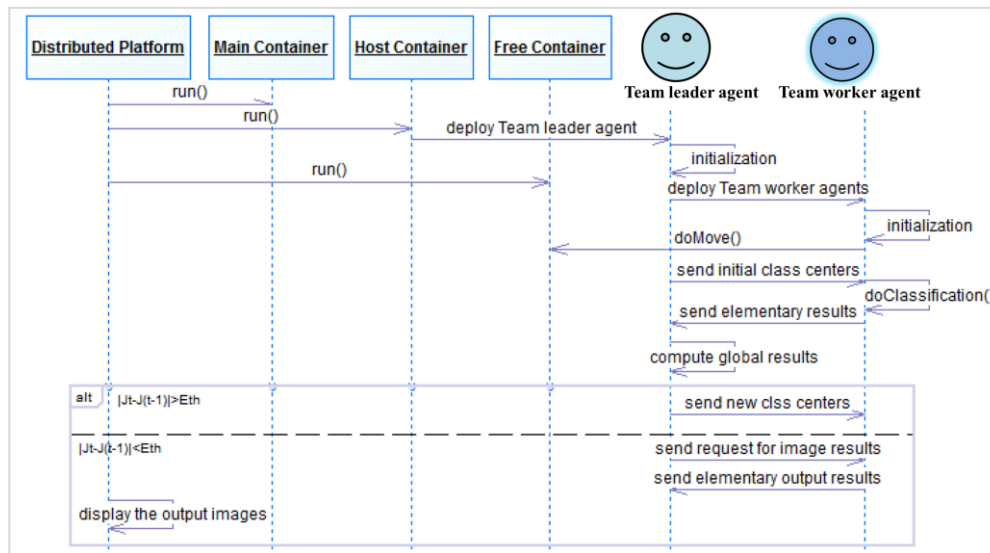 Distributed Platform
Main Container
Host Container
Free Container
Team leader agent
Team worker agent
run()
run()
deploy Team leader agent
initialization
run()
deploy Team worker agents
initialization
doMove()
send initial class centers
doClassification(
send elementary results
compute global results
alt
|Jt-J(t-1)|>Eth
send new clss centers
|Jt-J(t-1)|<Eth
send request for image results
send elementary output results
display the output images